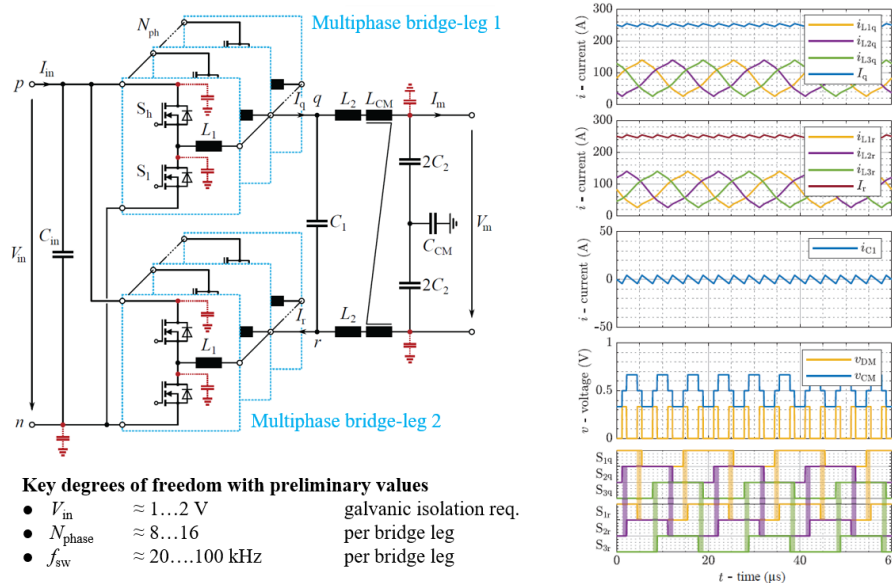 Multiphase bridge-leg 1
N_ph
p
I_in
S_h
L_1
S_l
I_q
q
L_2
L_CM
I_m
2C_2
V_in
C_in
C_1
C_CM
V_m
2C_2
L_1
I_r
r
L_2
n
Multiphase bridge-leg 2
Key degrees of freedom with preliminary values
● V_in ≈ 1…2 V galvanic isolation req.
● N_phase ≈ 8…16 per bridge leg
● f_sw ≈ 20….100 kHz per bridge leg
i - current (A)
300
200
100
0
i_L1q
i_L2q
i_L3q
I_q
i - current (A)
300
200
100
0
i_L1r
i_L2r
i_L3r
I_r
i - current (A)
50
0
-50
i_C1
v - voltage (V)
1
0.5
0
v_DM
v_CM
S_1q
S_2q
S_3q
S_1r
S_2r
S_3r
0 20 40 60
t - time (µs)